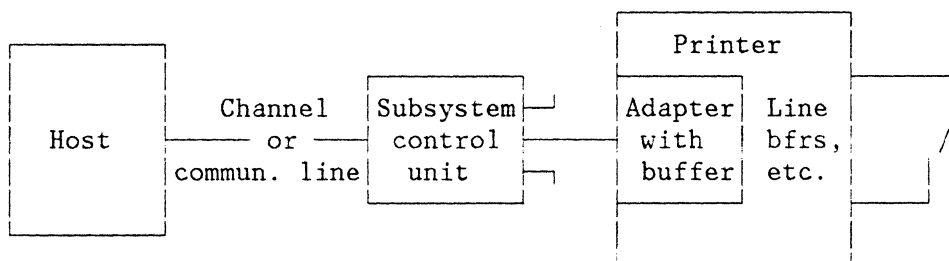 Printer
Channel Subsystem Adapter Line
Host or control with bfrs,
commun. line unit buffer etc.